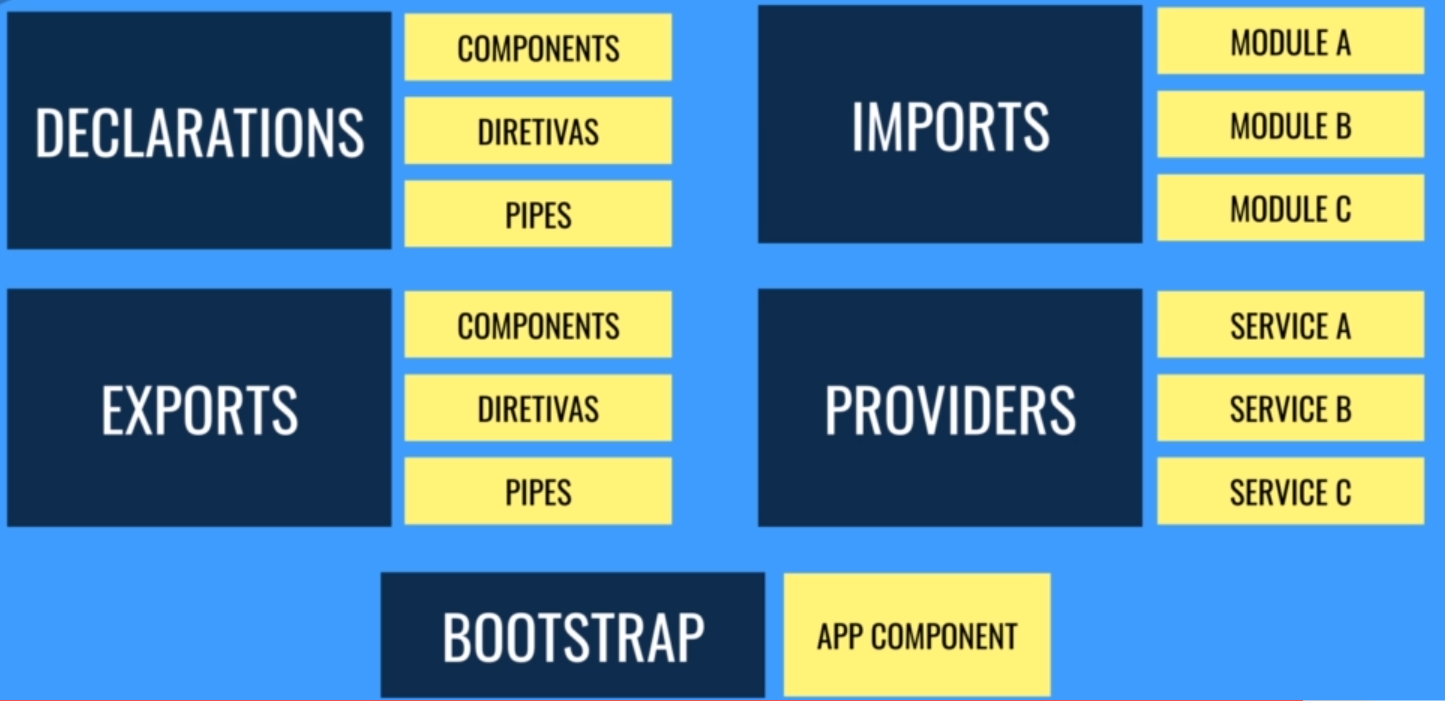 DECLARATIONS
COMPONENTS
DIRETIVAS
PIPES
IMPORTS
MODULE A
MODULE B
MODULE C
EXPORTS
COMPONENTS
DIRETIVAS
PIPES
PROVIDERS
SERVICE A
SERVICE B
SERVICE C
BOOTSTRAP
APP COMPONENT